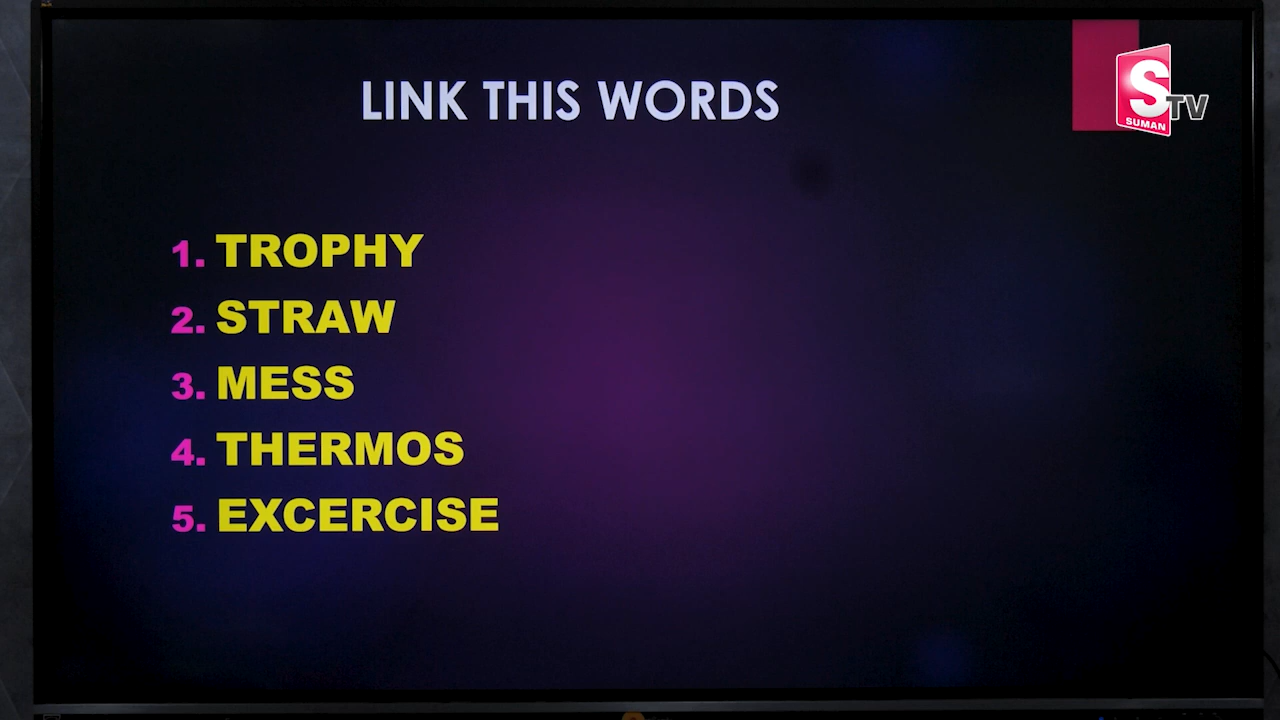 LINK THIS WORDS
S TV
SUMAN
1. TROPHY
2. STRAW
3. MESS
4. THERMOS
5. EXCERCISE